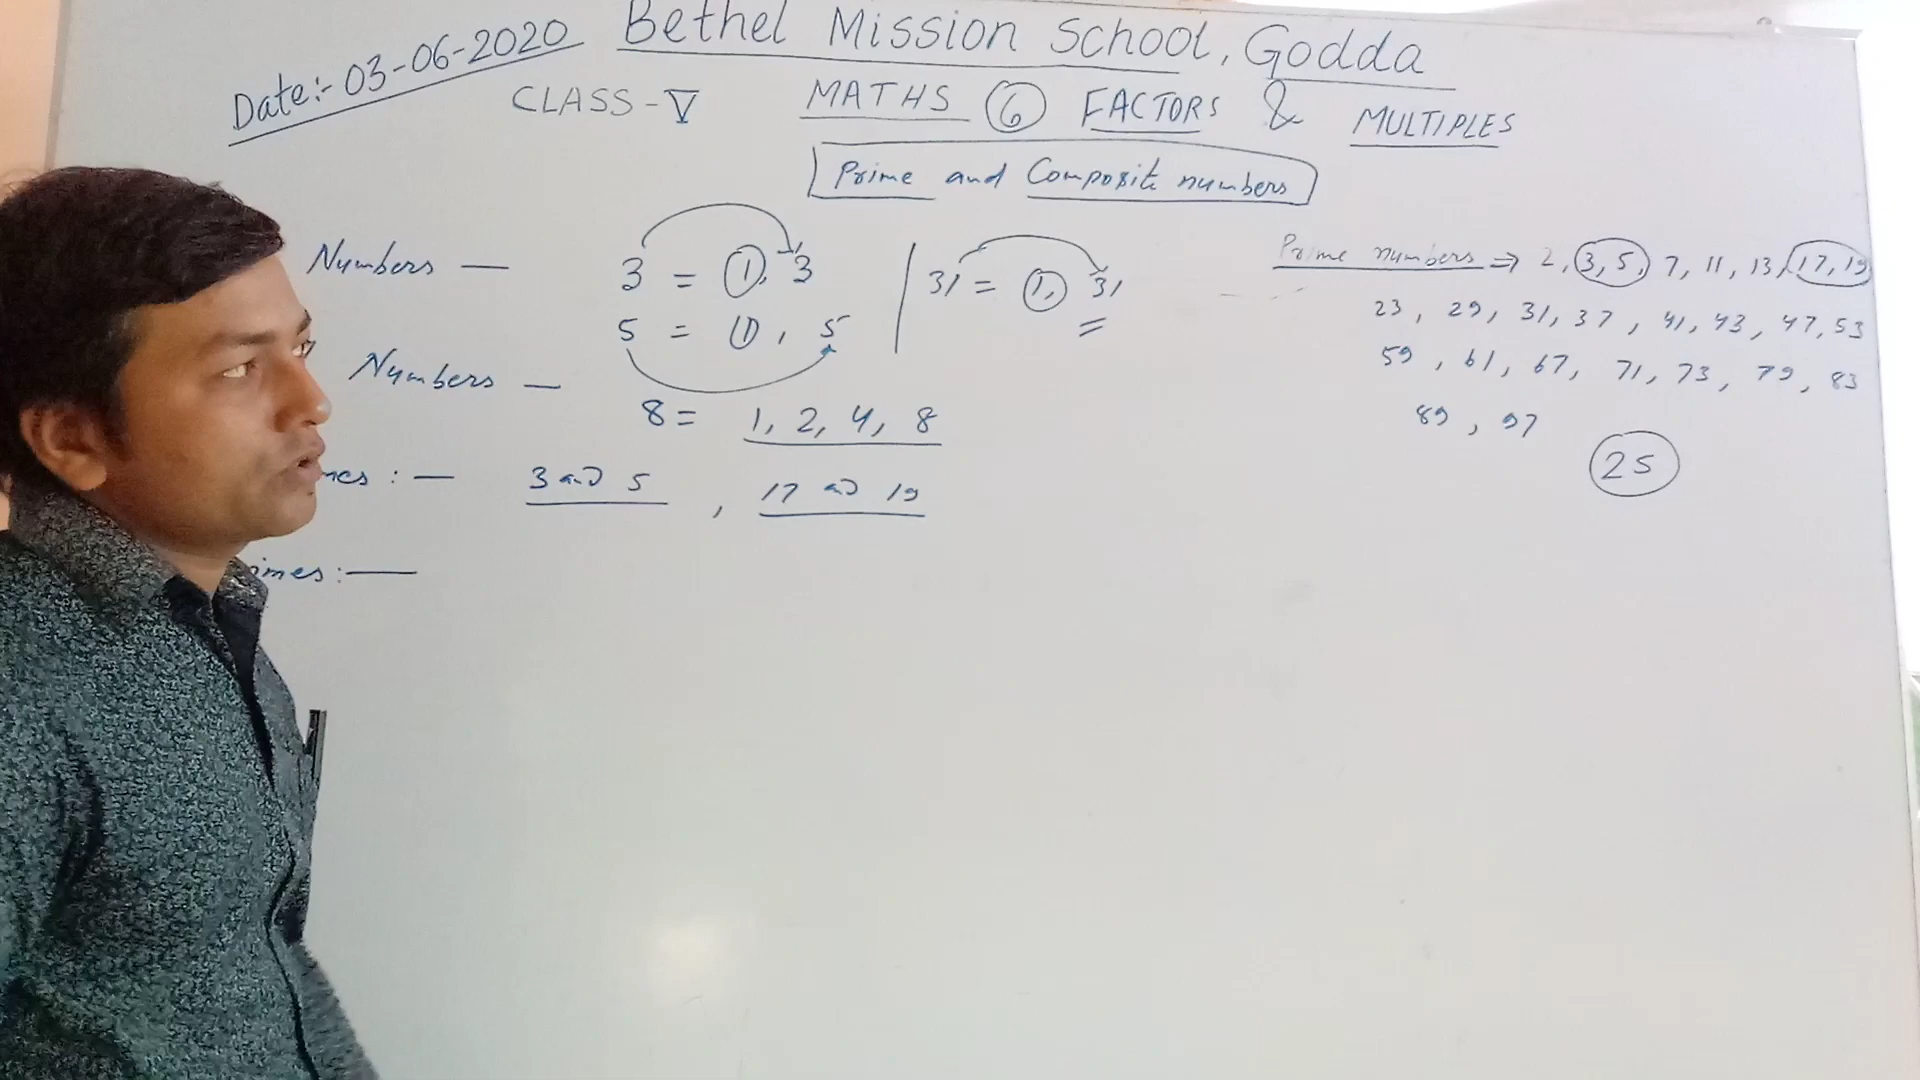 Date:- 03-06-2020 Bethel Mission School, Godda
CLASS-V MATHS 6 FACTORS & MULTIPLES
Prime and Composite numbers
Numbers — 3 = 1, 3
31 = 1, 31
5 = 1, 5
Numbers —
8 = 1, 2, 4, 8
mes : — 3 and 5, 17 and 19
imes :—
Prime numbers ⇒ 2, 3, 5, 7, 11, 13, 17, 19
23, 29, 31, 37, 41, 43, 47, 53
59, 61, 67, 71, 73, 79, 83
89, 97
25